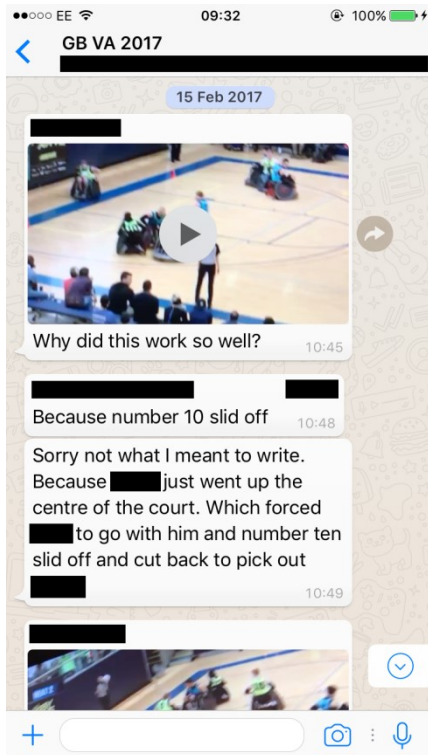 EE 09:32 100%
GB VA 2017
15 Feb 2017
Why did this work so well? 10:45
Because number 10 slid off 10:48
Sorry not what I meant to write.
Because just went up the
centre of the court. Which forced
to go with him and number ten
slid off and cut back to pick out
10:49